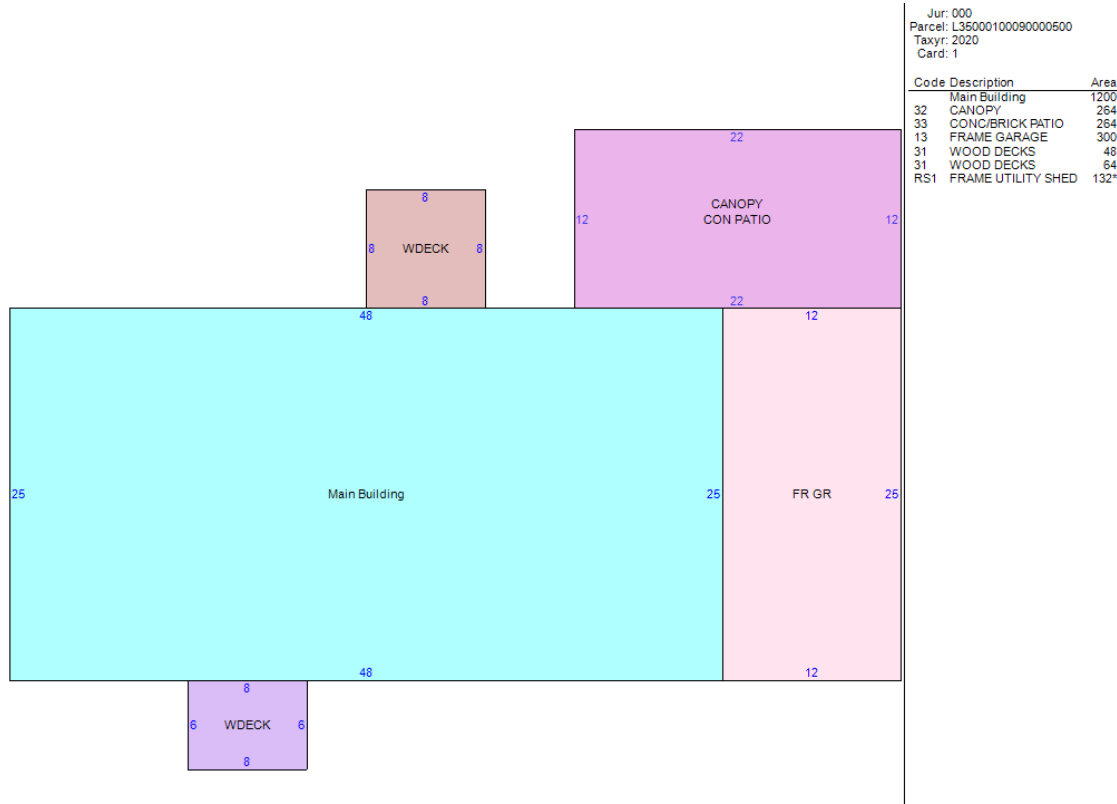 Jur: 000
Parcel: L35000100090000500
Taxyr: 2020
Card: 1
Code Description Area
Main Building 1200
32 CANOPY 264
33 CONC/BRICK PATIO 264
13 FRAME GARAGE 300
31 WOOD DECKS 48
31 WOOD DECKS 64
RS1 FRAME UTILITY SHED 132*
22
CANOPY
12 CON PATIO 12
22
8
8 WDECK 8
8
48
25 Main Building 25
48
12
FR GR 25
12
8
6 WDECK 6
8